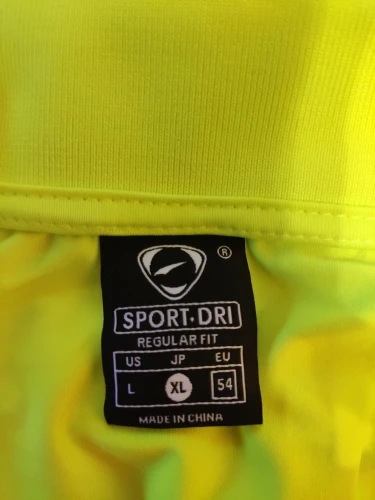 ®
SPORT·DRI
REGULAR FIT
US JP EU
L XL 54
MADE IN CHINA